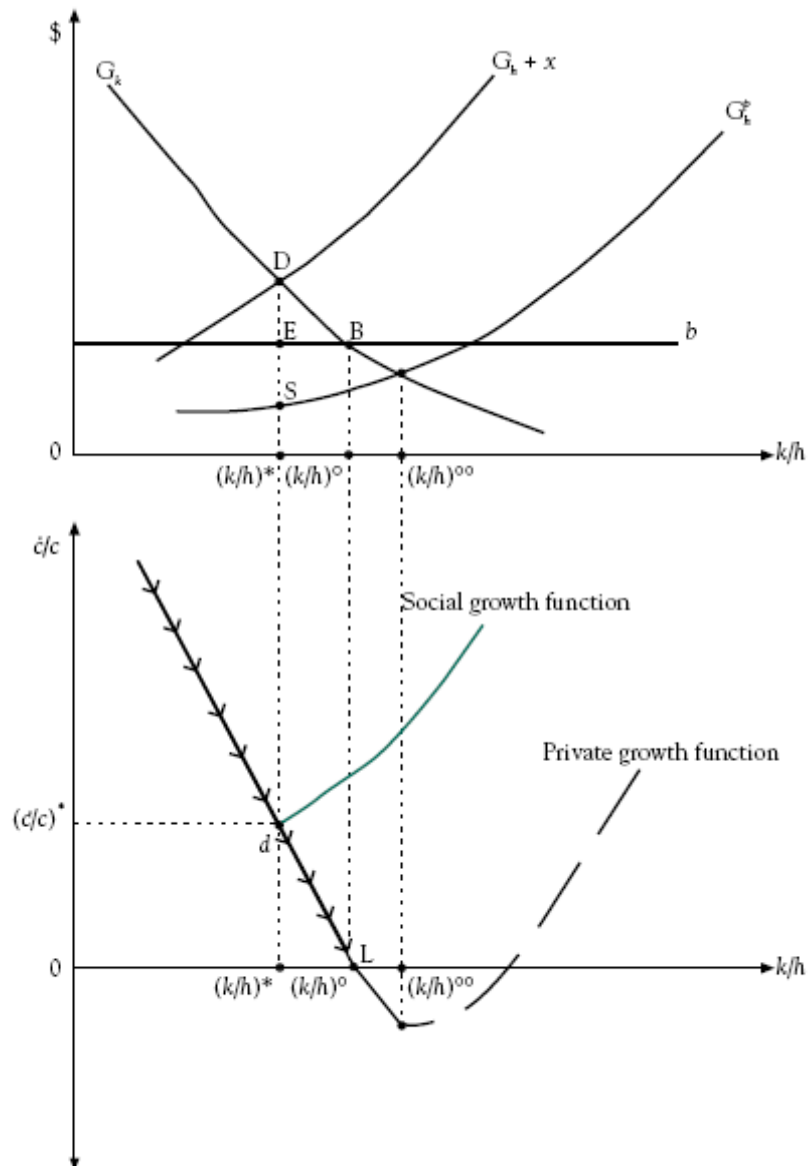 $
G_k
G_h + x
G_h^p
D
E
B
b
S
0
k/h
(k/h)*
(k/h)°
(k/h)°°
ċ/c
Social growth function
Private growth function
(ċ/c)*
d
L
0
k/h
(k/h)*
(k/h)°
(k/h)°°